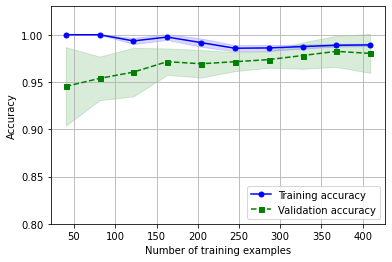 1.00
0.95
0.90
0.85
0.80
Accuracy
50 100 150 200 250 300 350 400
Number of training examples
Training accuracy
Validation accuracy